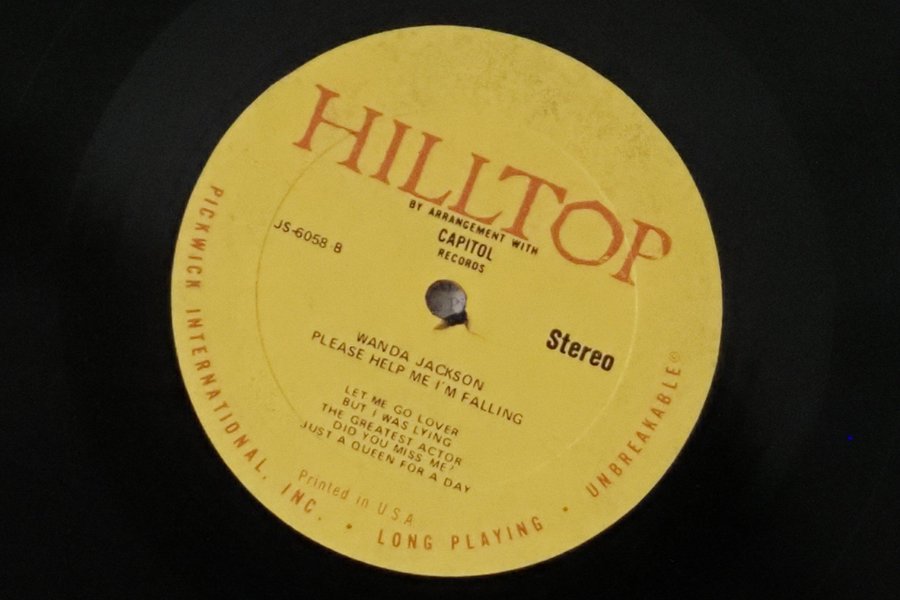 HILLTOP
BY ARRANGEMENT WITH
CAPITOL
RECORDS
JS-6058 B
Stereo
WANDA JACKSON
PLEASE HELP ME I'M FALLING
LET ME GO LOVER
BUT I WAS LYING
THE GREATEST ACTOR
DID YOU MISS ME?
JUST A QUEEN FOR A DAY
Printed in U S A
PICKWICK INTERNATIONAL, INC. • LONG PLAYING • UNBREAKABLE®